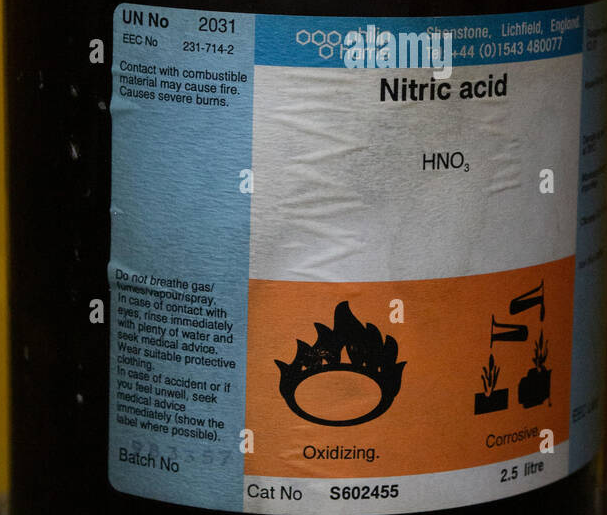 UN No 2031
EEC No 231-714-2
Contact with combustible
material may cause fire.
Causes severe burns.
Do not breathe gas/
fumes/vapour/spray.
In case of contact with
eyes, rinse immediately
with plenty of water and
seek medical advice.
Wear suitable protective
clothing.
In case of accident or if
you feel unwell, seek
medical advice
immediately (show the
label where possible).
Batch No
philip
harris
Shenstone, Lichfield, England.
Tel +44 (0)1543 480077
Nitric acid
HNO₃
Oxidizing.
Corrosive.
Cat No S602455
2.5 litre
alamy
a
a
a
a
a
a
a